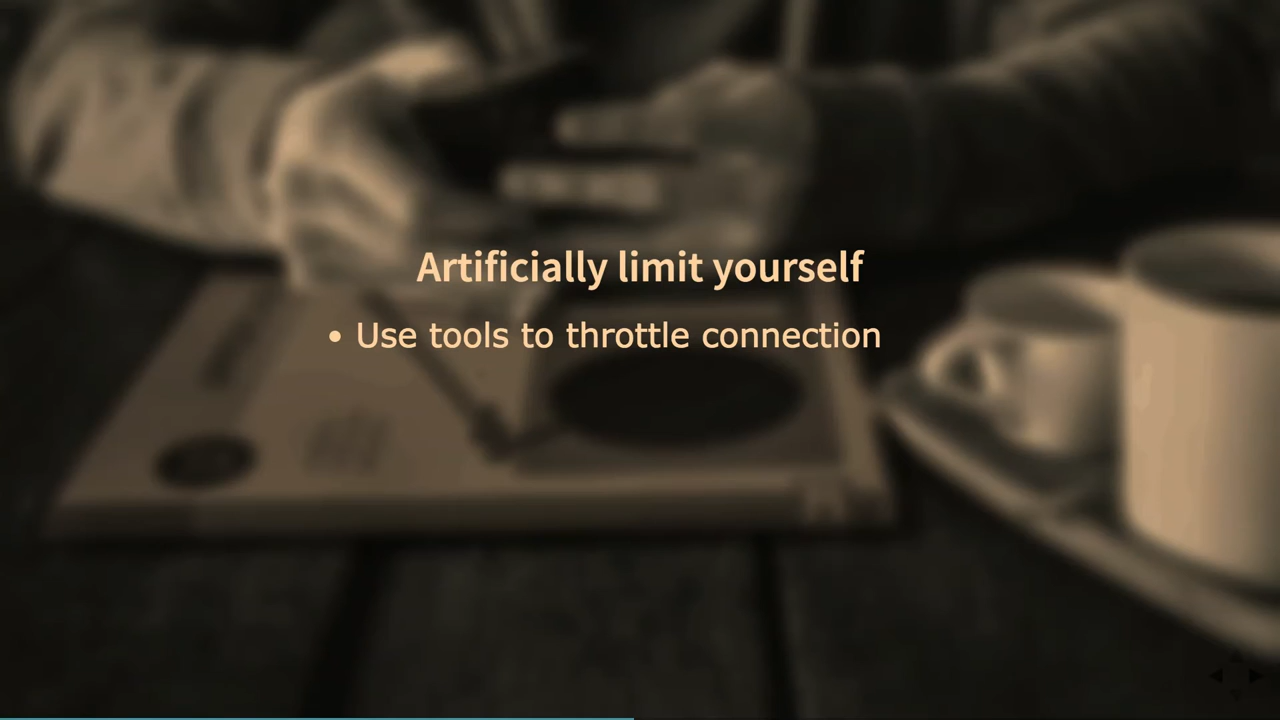 Artificially limit yourself
• Use tools to throttle connection